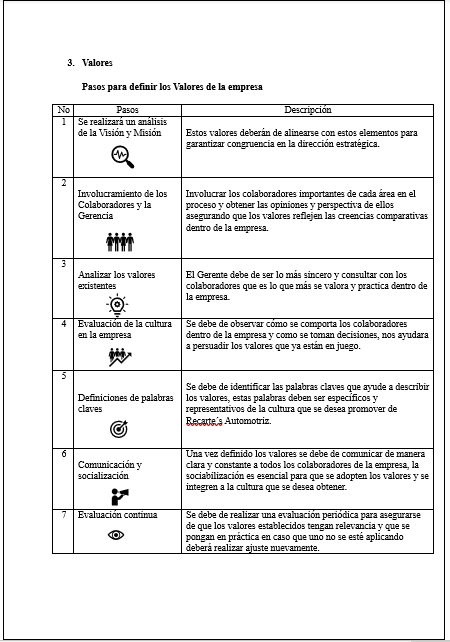 3. Valores
Pasos para definir los Valores de la empresa
No Pasos Descripción
1 Se realizará un análisis
de la Visión y Misión
Estos valores deberán de alinearse con estos elementos para
garantizar congruencia en la dirección estratégica.
2
Involucramiento de los
Colaboradores y la
Gerencia
Involucrar los colaboradores importantes de cada área en el
proceso y obtener las opiniones y perspectiva de ellos
asegurando que los valores reflejen las creencias comparativas
dentro de la empresa.
3
Analizar los valores
existentes
El Gerente debe de ser lo más sincero y consultar con los
colaboradores que es lo que más se valora y practica dentro de
la empresa.
4 Evaluación de la cultura
en la empresa
Se debe de observar cómo se comporta los colaboradores
dentro de la empresa y como se toman decisiones, nos ayudara
a persuadir los valores que ya están en juego.
5
Definiciones de palabras
claves
Se debe de identificar las palabras claves que ayude a describir
los valores, estas palabras deben ser específicos y
representativos de la cultura que se desea promover de
Recarte´s Automotriz.
6
Comunicación y
socialización
Una vez definido los valores se debe de comunicar de manera
clara y constante a todos los colaboradores de la empresa, la
sociabilización es esencial para que se adopten los valores y se
integren a la cultura que se desea obtener.
7 Evaluación continua
Se debe de realizar una evaluación periódica para asegurarse
de que los valores establecidos tengan relevancia y que se
pongan en práctica en caso que uno no se esté aplicando
deberá realizar ajuste nuevamente.